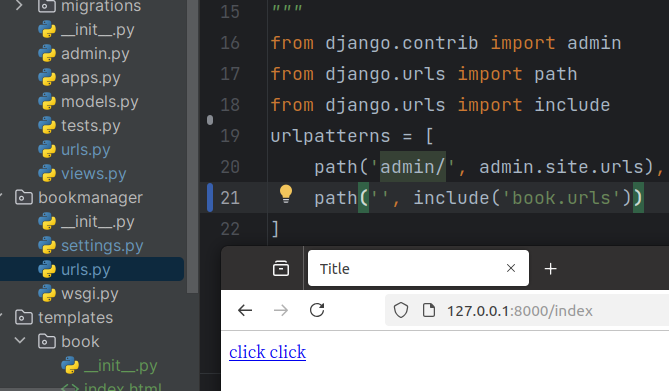 migrations
__init__.py
admin.py
apps.py
models.py
tests.py
urls.py
views.py
bookmanager
__init__.py
settings.py
urls.py
wsgi.py
templates
book
__init__.py
index.html
15 """
16 from django.contrib import admin
17 from django.urls import path
18 from django.urls import include
19 urlpatterns = [
20 path('admin/', admin.site.urls),
21 path('', include('book.urls'))
22 ]
Title
127.0.0.1:8000/index
click click